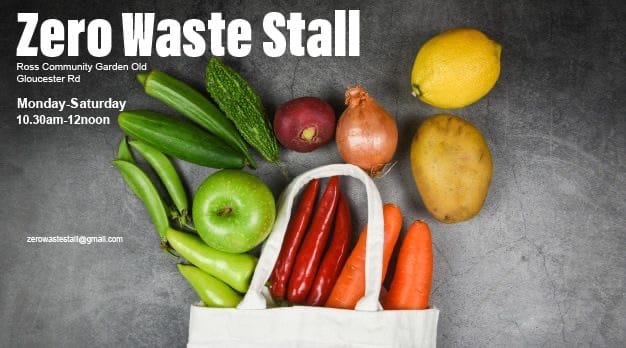 Zero Waste Stall
Ross Community Garden Old
Gloucester Rd
Monday-Saturday
10.30am-12noon
zerowastestall@gmail.com